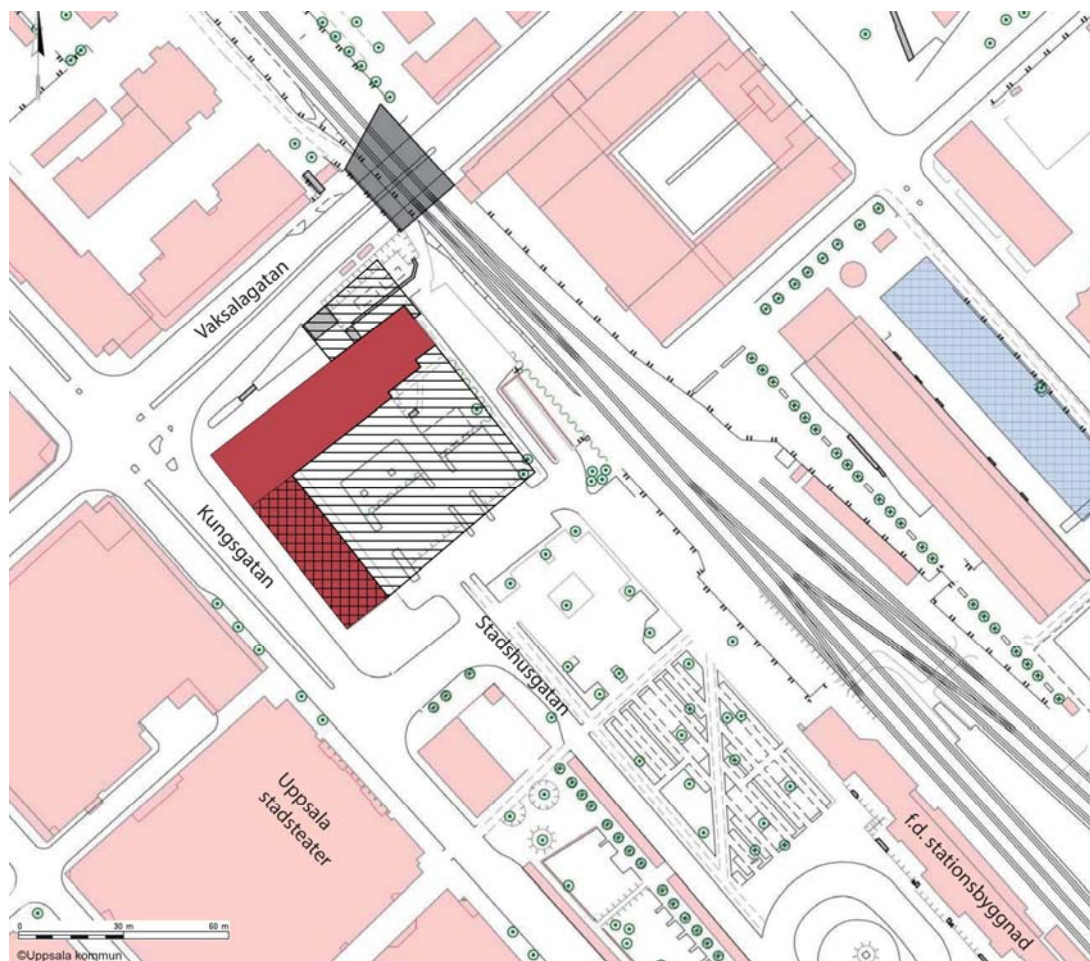 Vaksalagatan
Kungsgatan
Stadshusgatan
Uppsala
stadsteater
f.d. stationsbyggnad
0 30 m 60 m
©Uppsala kommun